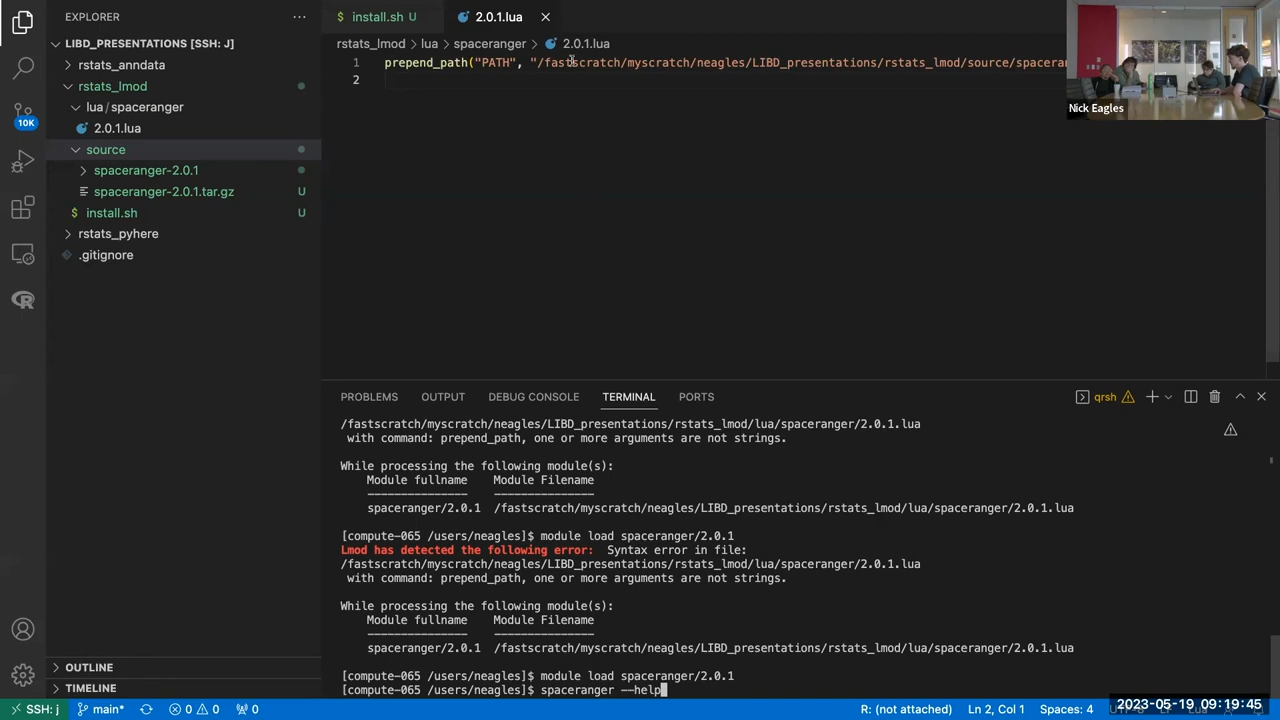 EXPLORER
LIBD_PRESENTATIONS [SSH: J]
rstats_anndata
rstats_lmod
lua / spaceranger
2.0.1.lua
source
spaceranger-2.0.1
spaceranger-2.0.1.tar.gz U
$ install.sh U
rstats_pyhere
.gitignore
10K
OUTLINE
TIMELINE
$ install.sh U
2.0.1.lua
rstats_lmod > lua > spaceranger > 2.0.1.lua
1 prepend_path("PATH", "/fastscratch/myscratch/neagles/LIBD_presentations/rstats_lmod/source/spaceran
2
Nick Eagles
PROBLEMS OUTPUT DEBUG CONSOLE TERMINAL PORTS
qrsh
/fastscratch/myscratch/neagles/LIBD_presentations/rstats_lmod/lua/spaceranger/2.0.1.lua
with command: prepend_path, one or more arguments are not strings.
While processing the following module(s):
Module fullname Module Filename
--------------- ---------------
spaceranger/2.0.1 /fastscratch/myscratch/neagles/LIBD_presentations/rstats_lmod/lua/spaceranger/2.0.1.lua
[compute-065 /users/neagles]$ module load spaceranger/2.0.1
Lmod has detected the following error: Syntax error in file:
/fastscratch/myscratch/neagles/LIBD_presentations/rstats_lmod/lua/spaceranger/2.0.1.lua
with command: prepend_path, one or more arguments are not strings.
While processing the following module(s):
Module fullname Module Filename
--------------- ---------------
spaceranger/2.0.1 /fastscratch/myscratch/neagles/LIBD_presentations/rstats_lmod/lua/spaceranger/2.0.1.lua
[compute-065 /users/neagles]$ module load spaceranger/2.0.1
[compute-065 /users/neagles]$ spaceranger --help
SSH: j main* 0 0 0 R: (not attached) Ln 2, Col 1 Spaces: 4
2023-05-19 09:19:45